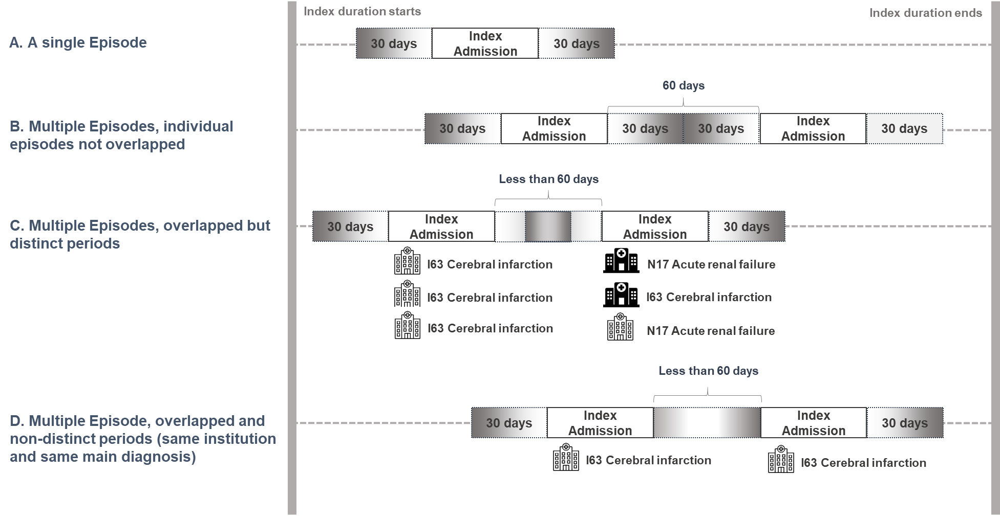 Index duration starts
Index duration ends
A. A single Episode
30 days
Index
Admission
30 days
60 days
B. Multiple Episodes, individual
episodes not overlapped
30 days
Index
Admission
30 days
30 days
Index
Admission
30 days
Less than 60 days
C. Multiple Episodes, overlapped but
distinct periods
30 days
Index
Admission
Index
Admission
30 days
I63 Cerebral infarction
N17 Acute renal failure
I63 Cerebral infarction
I63 Cerebral infarction
I63 Cerebral infarction
N17 Acute renal failure
Less than 60 days
D. Multiple Episode, overlapped and
non-distinct periods (same institution
and same main diagnosis)
30 days
Index
Admission
Index
Admission
30 days
I63 Cerebral infarction
I63 Cerebral infarction